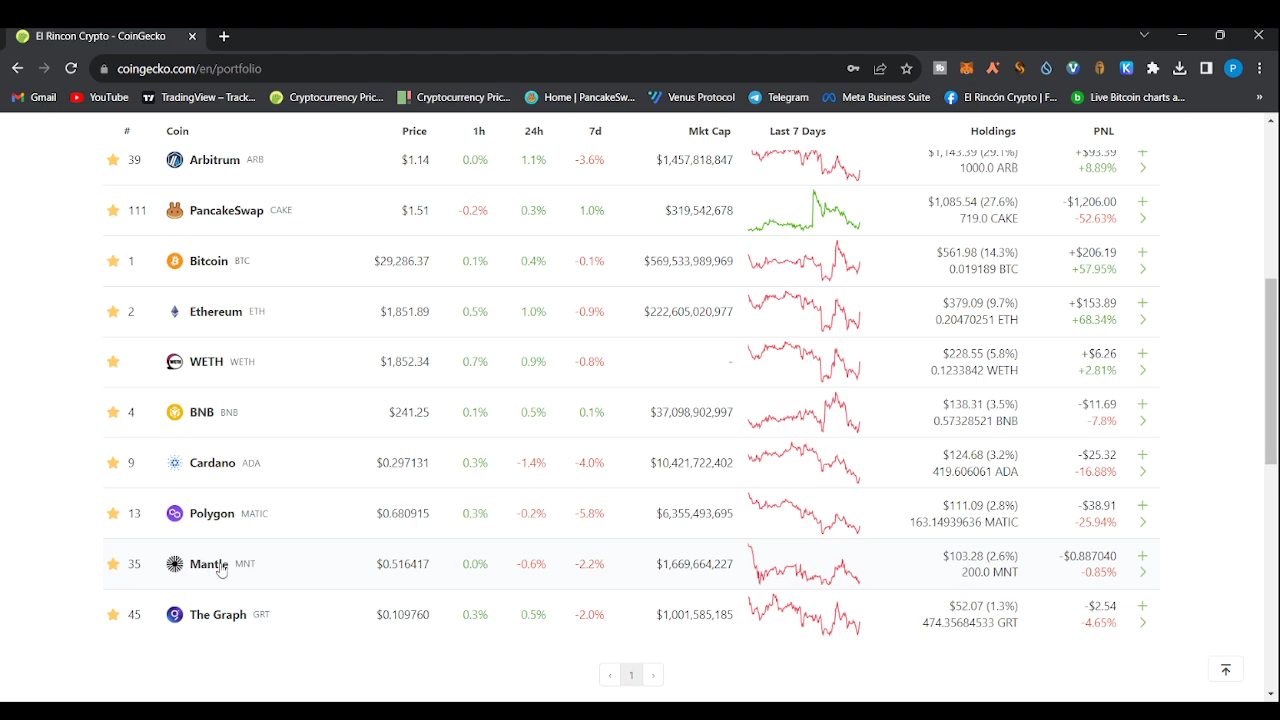 El Rincon Crypto - CoinGecko
coingecko.com/en/portfolio
P
Gmail YouTube TradingView – Track... Cryptocurrency Pric... Cryptocurrency Pric... Home | PancakeSw... Venus Protocol Telegram Meta Business Suite El Rincón Crypto | F... Live Bitcoin charts a... »
# Coin Price 1h 24h 7d Mkt Cap Last 7 Days Holdings PNL
$1,143.39 (29.1%) +$93.39
39 Arbitrum ARB $1.14 0.0% 1.1% -3.6% $1,457,818,847
1000.0 ARB +8.89%
$1,085.54 (27.6%) -$1,206.00
111 PancakeSwap CAKE $1.51 -0.2% 0.3% 1.0% $319,542,678
719.0 CAKE -52.63%
$561.98 (14.3%) +$206.19
1 Bitcoin BTC $29,286.37 0.1% 0.4% -0.1% $569,533,989,969
0.019189 BTC +57.95%
$379.09 (9.7%) +$153.89
2 Ethereum ETH $1,851.89 0.5% 1.0% -0.9% $222,605,020,977
0.20470251 ETH +68.34%
$228.55 (5.8%) +$6.26
WETH WETH $1,852.34 0.7% 0.9% -0.8% -
0.1233842 WETH +2.81%
$138.31 (3.5%) -$11.69
4 BNB BNB $241.25 0.1% 0.5% 0.1% $37,098,902,997
0.57328521 BNB -7.8%
$124.68 (3.2%) -$25.32
9 Cardano ADA $0.297131 0.3% -1.4% -4.0% $10,421,722,402
419.606061 ADA -16.88%
$111.09 (2.8%) -$38.91
13 Polygon MATIC $0.680915 0.3% -0.2% -5.8% $6,355,493,695
163.14939636 MATIC -25.94%
$103.28 (2.6%) -$0.887040
35 Mantle MNT $0.516417 0.0% -0.6% -2.2% $1,669,664,227
200.0 MNT -0.85%
$52.07 (1.3%) -$2.54
45 The Graph GRT $0.109760 0.3% 0.5% -2.0% $1,001,585,185
474.35684533 GRT -4.65%
‹ 1 ›